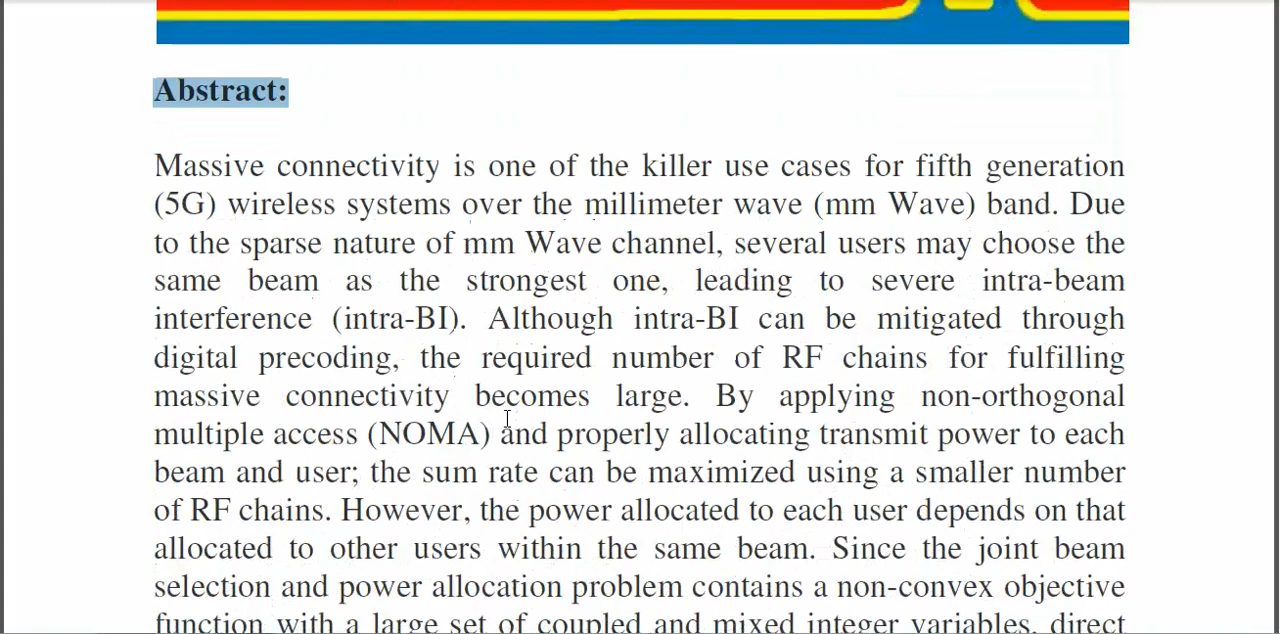 Abstract:
Massive connectivity is one of the killer use cases for fifth generation
(5G) wireless systems over the millimeter wave (mm Wave) band. Due
to the sparse nature of mm Wave channel, several users may choose the
same beam as the strongest one, leading to severe intra-beam
interference (intra-BI). Although intra-BI can be mitigated through
digital precoding, the required number of RF chains for fulfilling
massive connectivity becomes large. By applying non-orthogonal
multiple access (NOMA) and properly allocating transmit power to each
beam and user; the sum rate can be maximized using a smaller number
of RF chains. However, the power allocated to each user depends on that
allocated to other users within the same beam. Since the joint beam
selection and power allocation problem contains a non-convex objective
function with a large set of coupled and mixed integer variables, direct